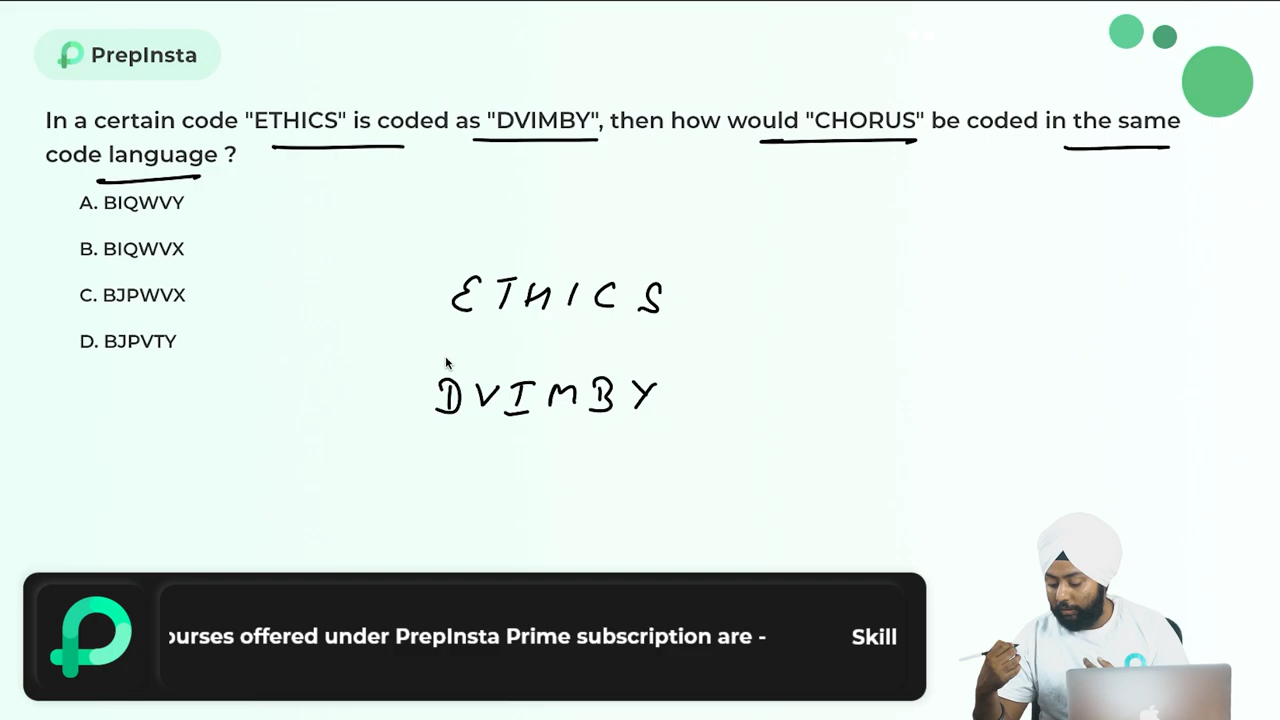 PrepInsta
In a certain code "ETHICS" is coded as "DVIMBY", then how would "CHORUS" be coded in the same
code language ?
A. BIQWVY
B. BIQWVX
C. BJPWVX
D. BJPVTY
ETHICS
DVIMBY
ourses offered under PrepInsta Prime subscription are - Skill